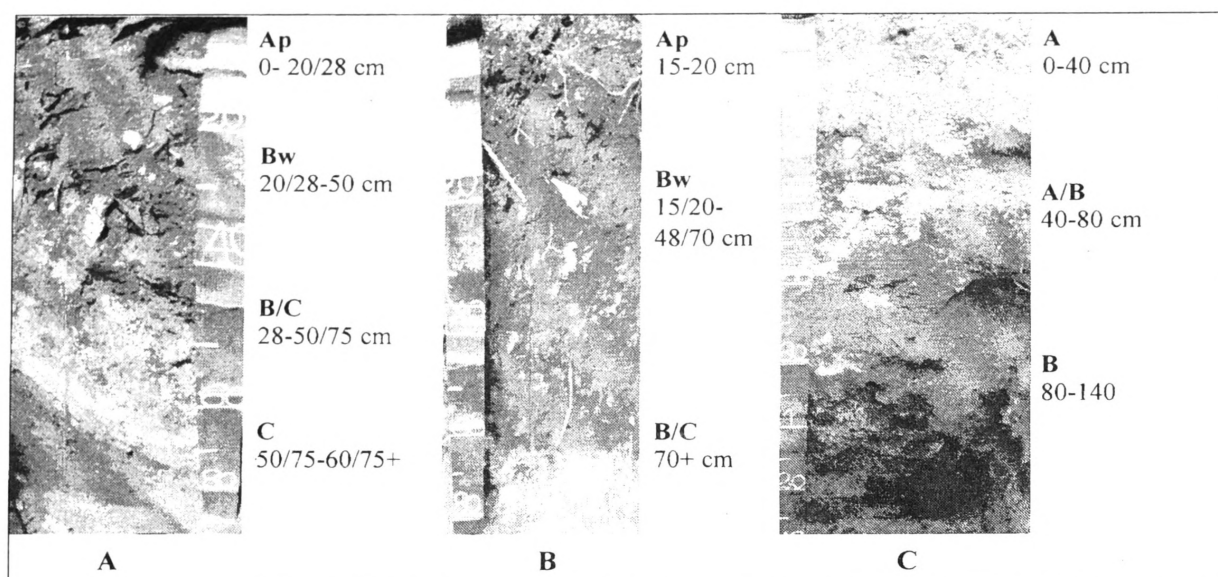 Ap
0- 20/28 cm
Bw
20/28-50 cm
B/C
28-50/75 cm
C
50/75-60/75+
A
Ap
15-20 cm
Bw
15/20-
48/70 cm
B/C
70+ cm
B
A
0-40 cm
A/B
40-80 cm
B
80-140
C